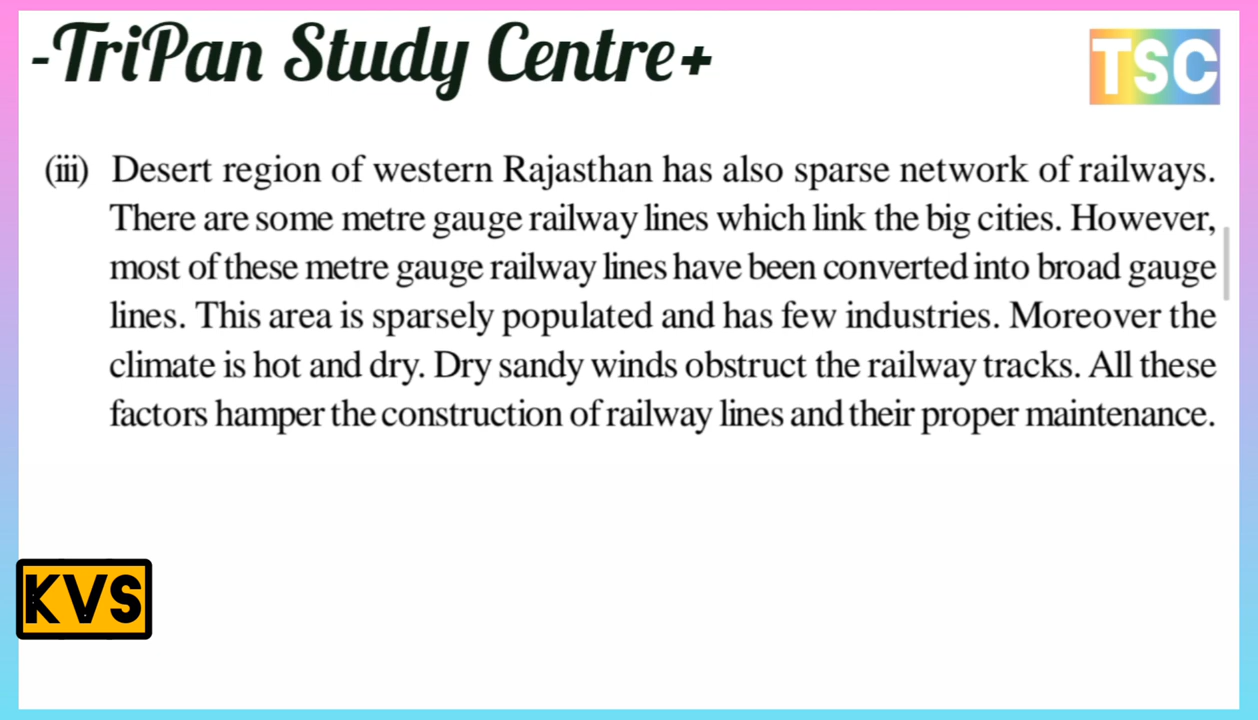 -TriPan Study Centre+
TSC
(iii) Desert region of western Rajasthan has also sparse network of railways.
There are some metre gauge railway lines which link the big cities. However,
most of these metre gauge railway lines have been converted into broad gauge
lines. This area is sparsely populated and has few industries. Moreover the
climate is hot and dry. Dry sandy winds obstruct the railway tracks. All these
factors hamper the construction of railway lines and their proper maintenance.
KVS